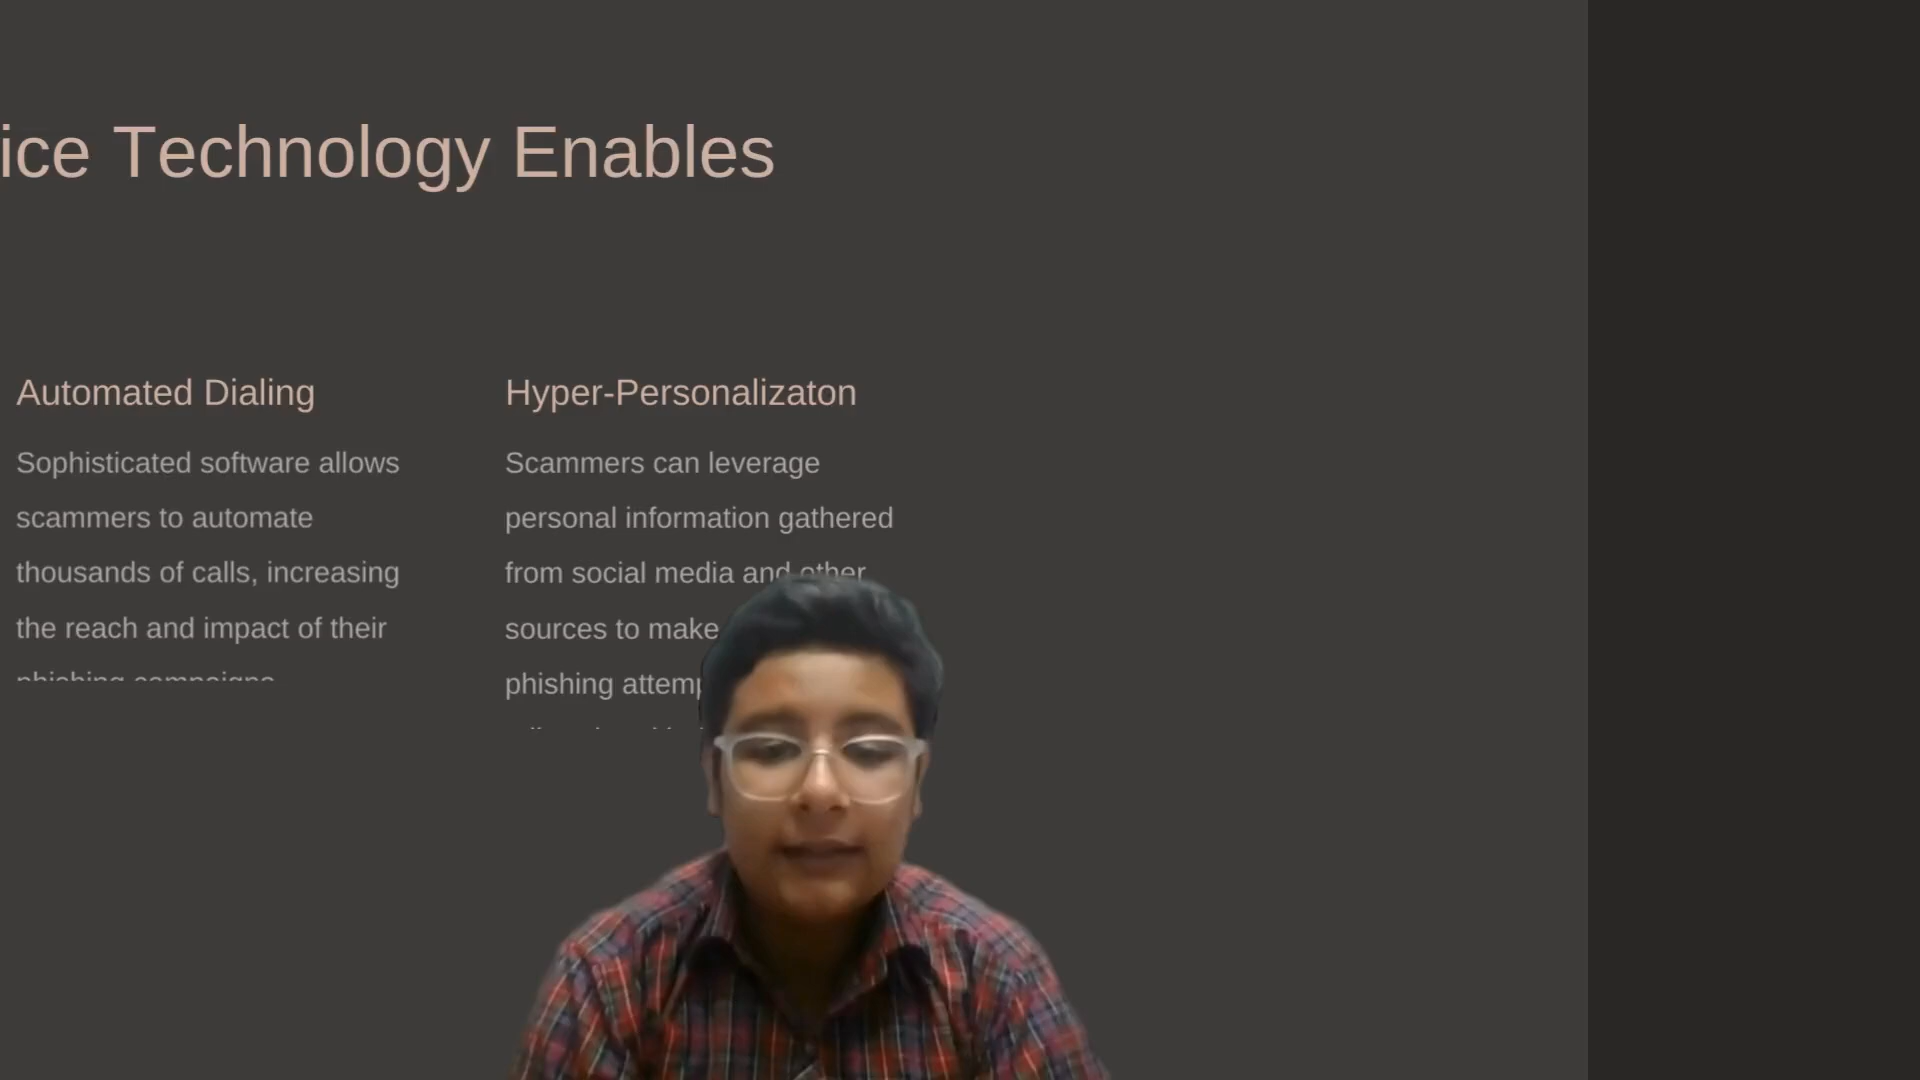 ice Technology Enables
Automated Dialing
Sophisticated software allows
scammers to automate
thousands of calls, increasing
the reach and impact of their
phishing campaigns
Hyper-Personalizaton
Scammers can leverage
personal information gathered
from social media and other
sources to make
phishing attemp